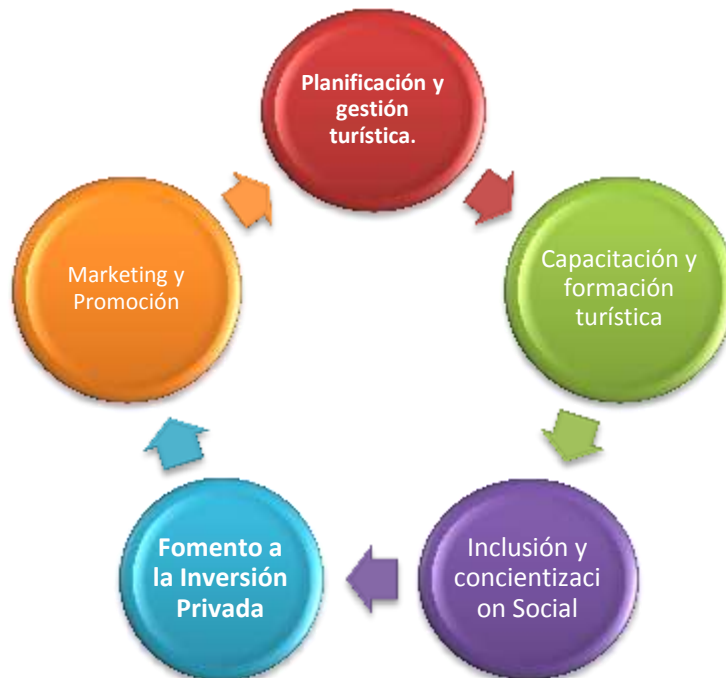 Planificación y
gestión
turística.
Capacitación y
formación
turística
Inclusión y
concientizaci
on Social
Fomento a
la Inversión
Privada
Marketing y
Promoción